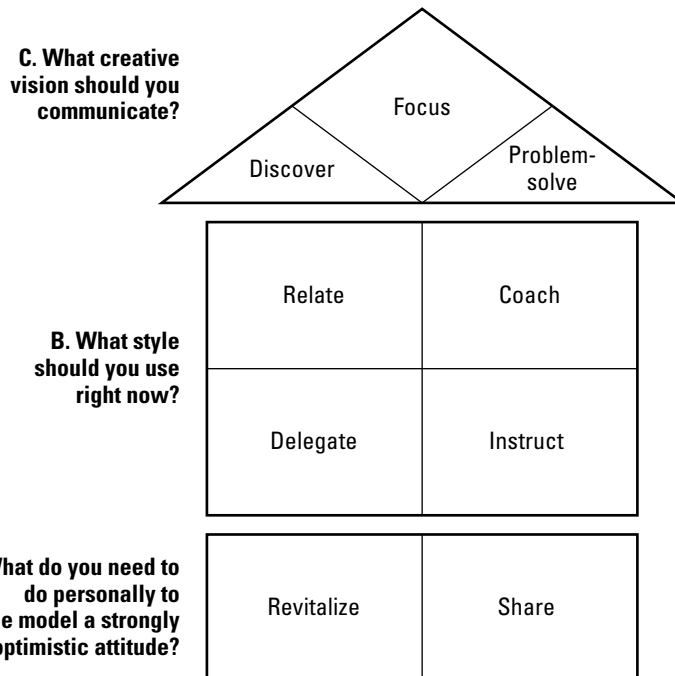 C. What creative
vision should you
communicate?
Focus
Discover
Problem-
solve
B. What style
should you use
right now?
Relate
Coach
Delegate
Instruct
What do you need to
do personally to
model a strongly
optimistic attitude?
Revitalize
Share